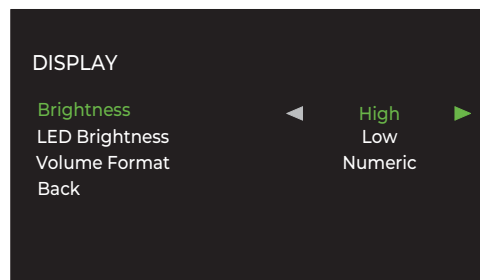 DISPLAY
Brightness ◀ High ▶
LED Brightness Low
Volume Format Numeric
Back